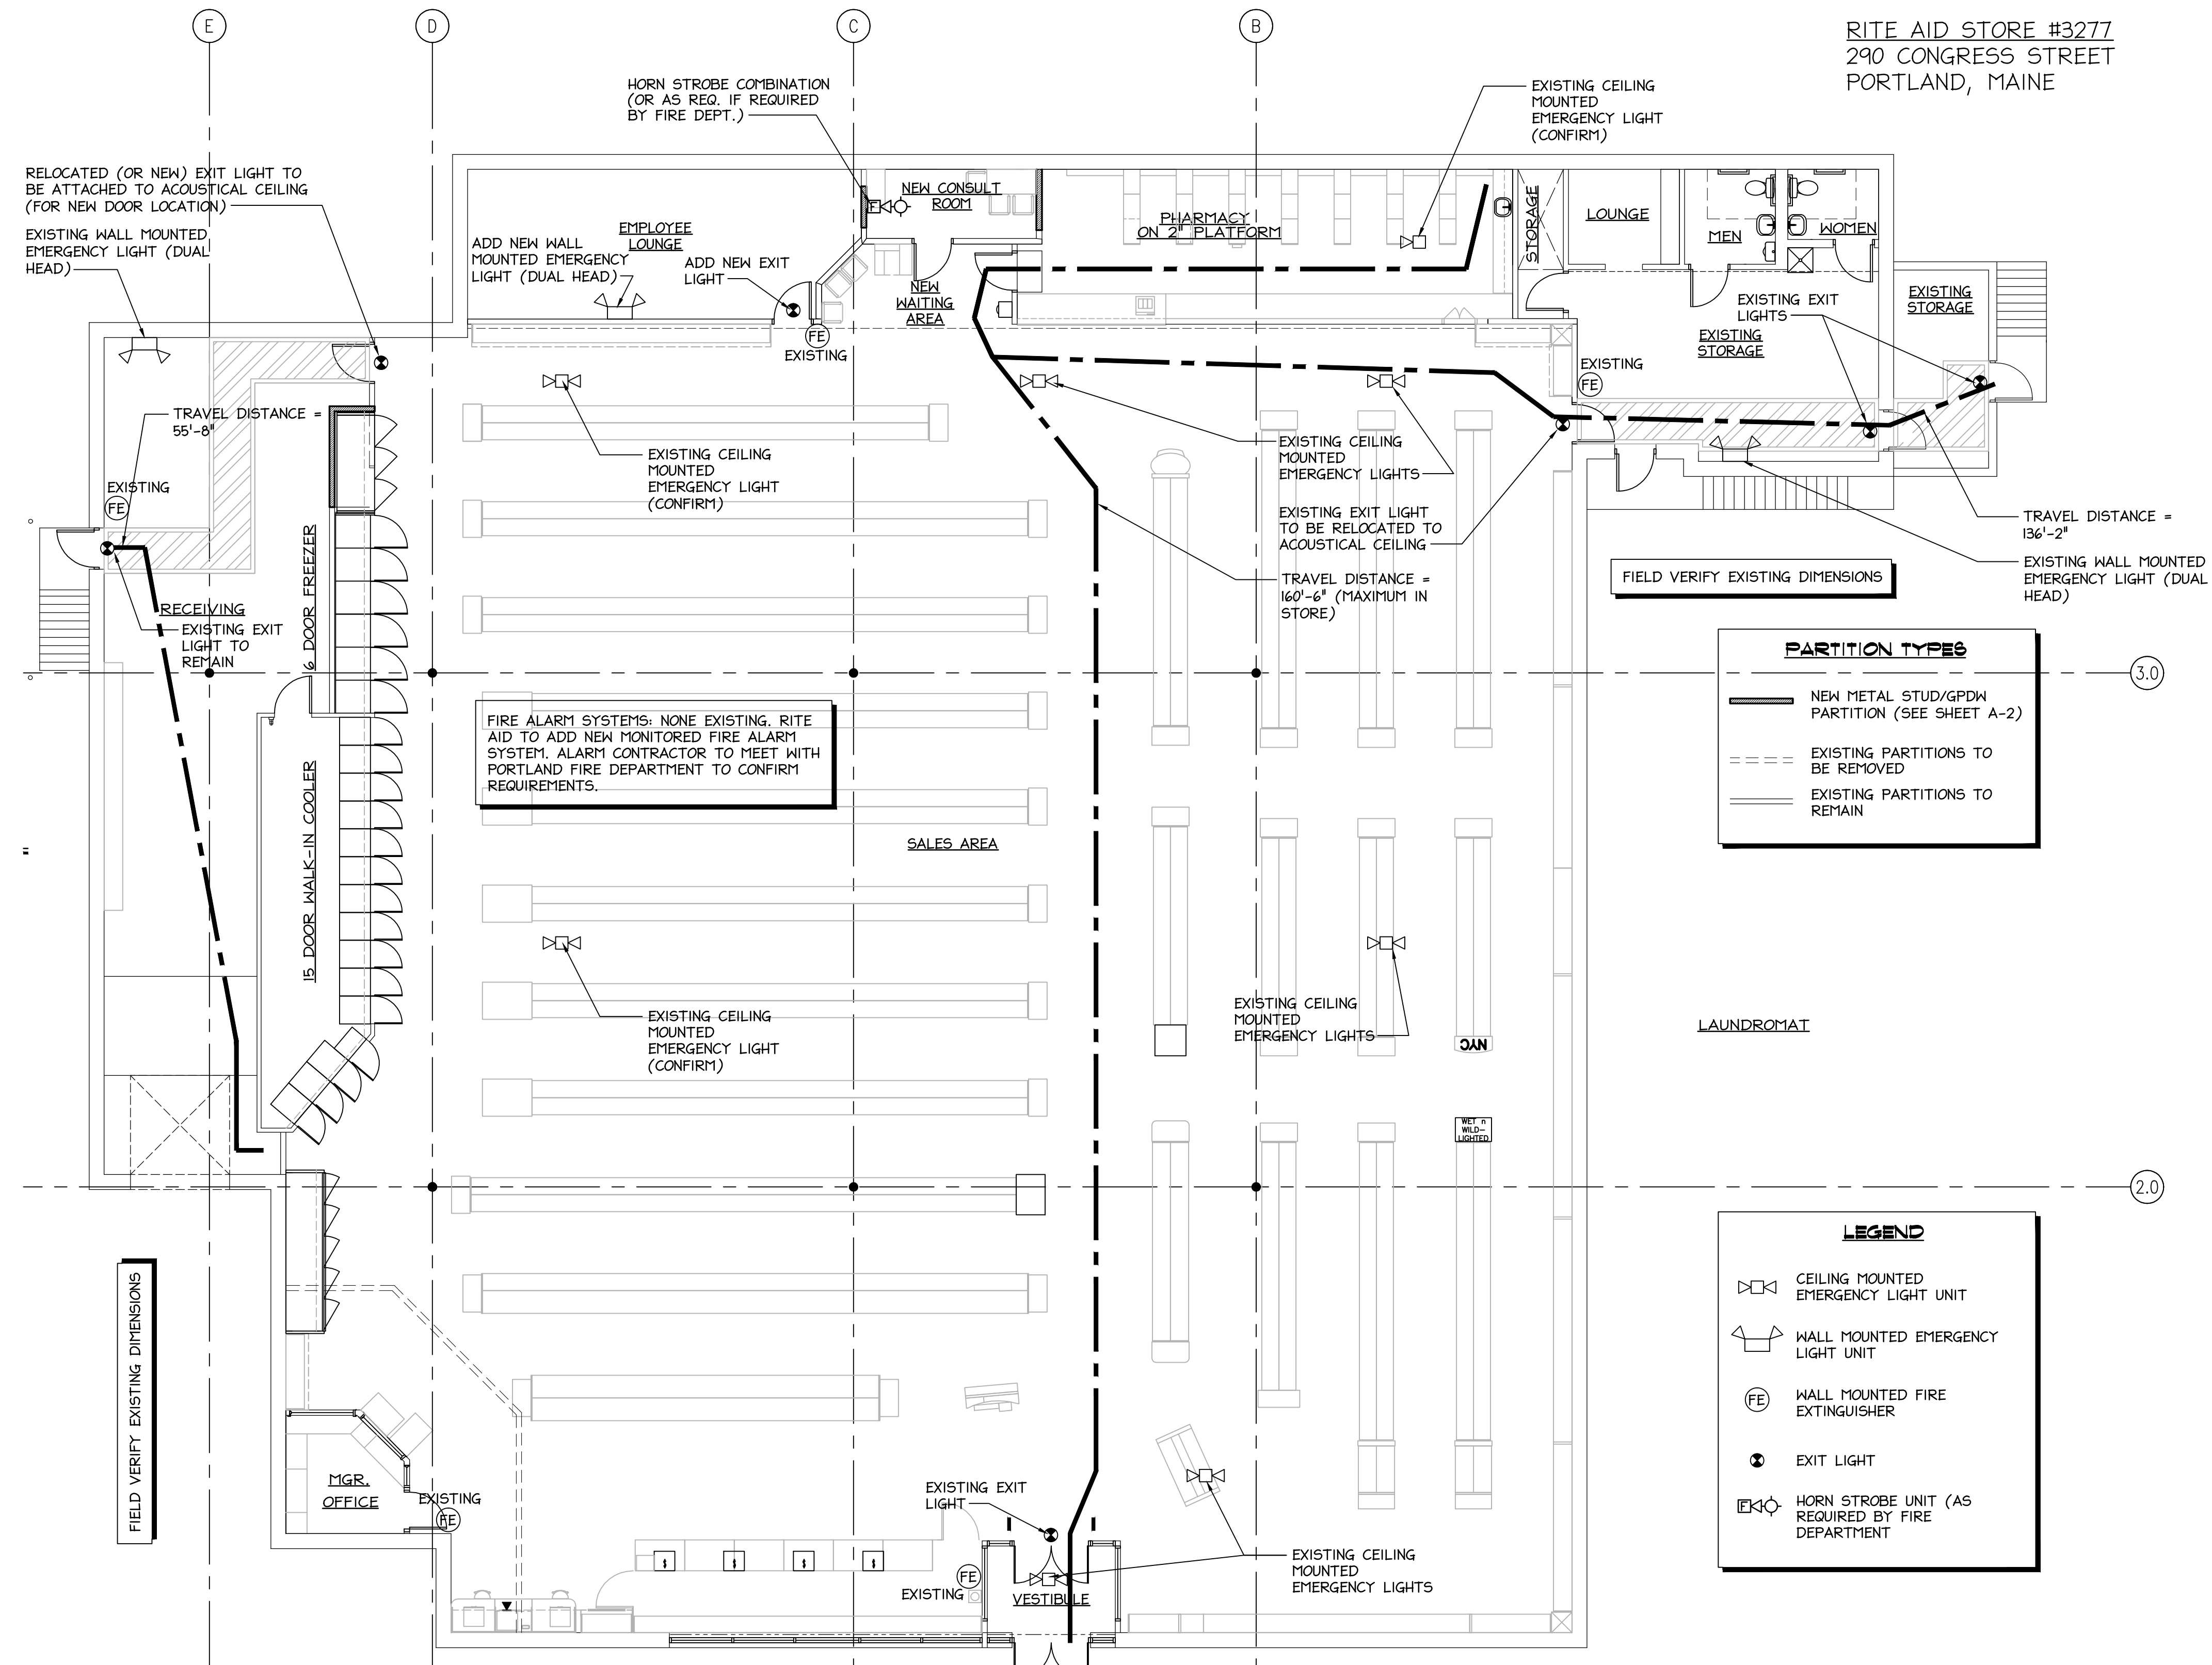 E
D
C
B
RITE AID STORE #3277
290 CONGRESS STREET
PORTLAND, MAINE
HORN STROBE COMBINATION
(OR AS REQ. IF REQUIRED
BY FIRE DEPT.)
EXISTING CEILING
MOUNTED
EMERGENCY LIGHT
(CONFIRM)
RELOCATED (OR NEW) EXIT LIGHT TO
BE ATTACHED TO ACOUSTICAL CEILING
(FOR NEW DOOR LOCATION)
EXISTING WALL MOUNTED
EMERGENCY LIGHT (DUAL
HEAD)
EMPLOYEE
LOUNGE
ADD NEW WALL
MOUNTED EMERGENCY
LIGHT (DUAL HEAD)
ADD NEW EXIT
LIGHT
F
NEW CONSULT
ROOM
NEW
WAITING
AREA
PHARMACY
ON 2" PLATFORM
STORAGE
LOUNGE
MEN
WOMEN
EXISTING EXIT
LIGHTS
EXISTING
STORAGE
EXISTING
STORAGE
FE
EXISTING
EXISTING
FE
TRAVEL DISTANCE =
55'-8"
EXISTING
FE
EXISTING CEILING
MOUNTED
EMERGENCY LIGHT
(CONFIRM)
EXISTING CEILING
MOUNTED
EMERGENCY LIGHTS
EXISTING EXIT LIGHT
TO BE RELOCATED TO
ACOUSTICAL CEILING
TRAVEL DISTANCE =
160'-6" (MAXIMUM IN
STORE)
TRAVEL DISTANCE =
136'-2"
EXISTING WALL MOUNTED
EMERGENCY LIGHT (DUAL
HEAD)
FIELD VERIFY EXISTING DIMENSIONS
RECEIVING
EXISTING EXIT
LIGHT TO
REMAIN
6 DOOR FREEZER
15 DOOR WALK-IN COOLER
3.0
PARTITION TYPES
NEW METAL STUD/GPDW
PARTITION (SEE SHEET A-2)
EXISTING PARTITIONS TO
BE REMOVED
EXISTING PARTITIONS TO
REMAIN
FIRE ALARM SYSTEMS: NONE EXISTING. RITE
AID TO ADD NEW MONITORED FIRE ALARM
SYSTEM. ALARM CONTRACTOR TO MEET WITH
PORTLAND FIRE DEPARTMENT TO CONFIRM
REQUIREMENTS.
SALES AREA
EXISTING CEILING
MOUNTED
EMERGENCY LIGHT
(CONFIRM)
EXISTING CEILING
MOUNTED
EMERGENCY LIGHTS
NYC
LAUNDROMAT
WET n
WILD-
LIGHTED
2.0
LEGEND
CEILING MOUNTED
EMERGENCY LIGHT UNIT
WALL MOUNTED EMERGENCY
LIGHT UNIT
FE
WALL MOUNTED FIRE
EXTINGUISHER
EXIT LIGHT
F
HORN STROBE UNIT (AS
REQUIRED BY FIRE
DEPARTMENT
FIELD VERIFY EXISTING DIMENSIONS
MGR.
OFFICE
EXISTING
FE
EXISTING EXIT
LIGHT
FE
EXISTING
VESTIBULE
EXISTING CEILING
MOUNTED
EMERGENCY LIGHTS